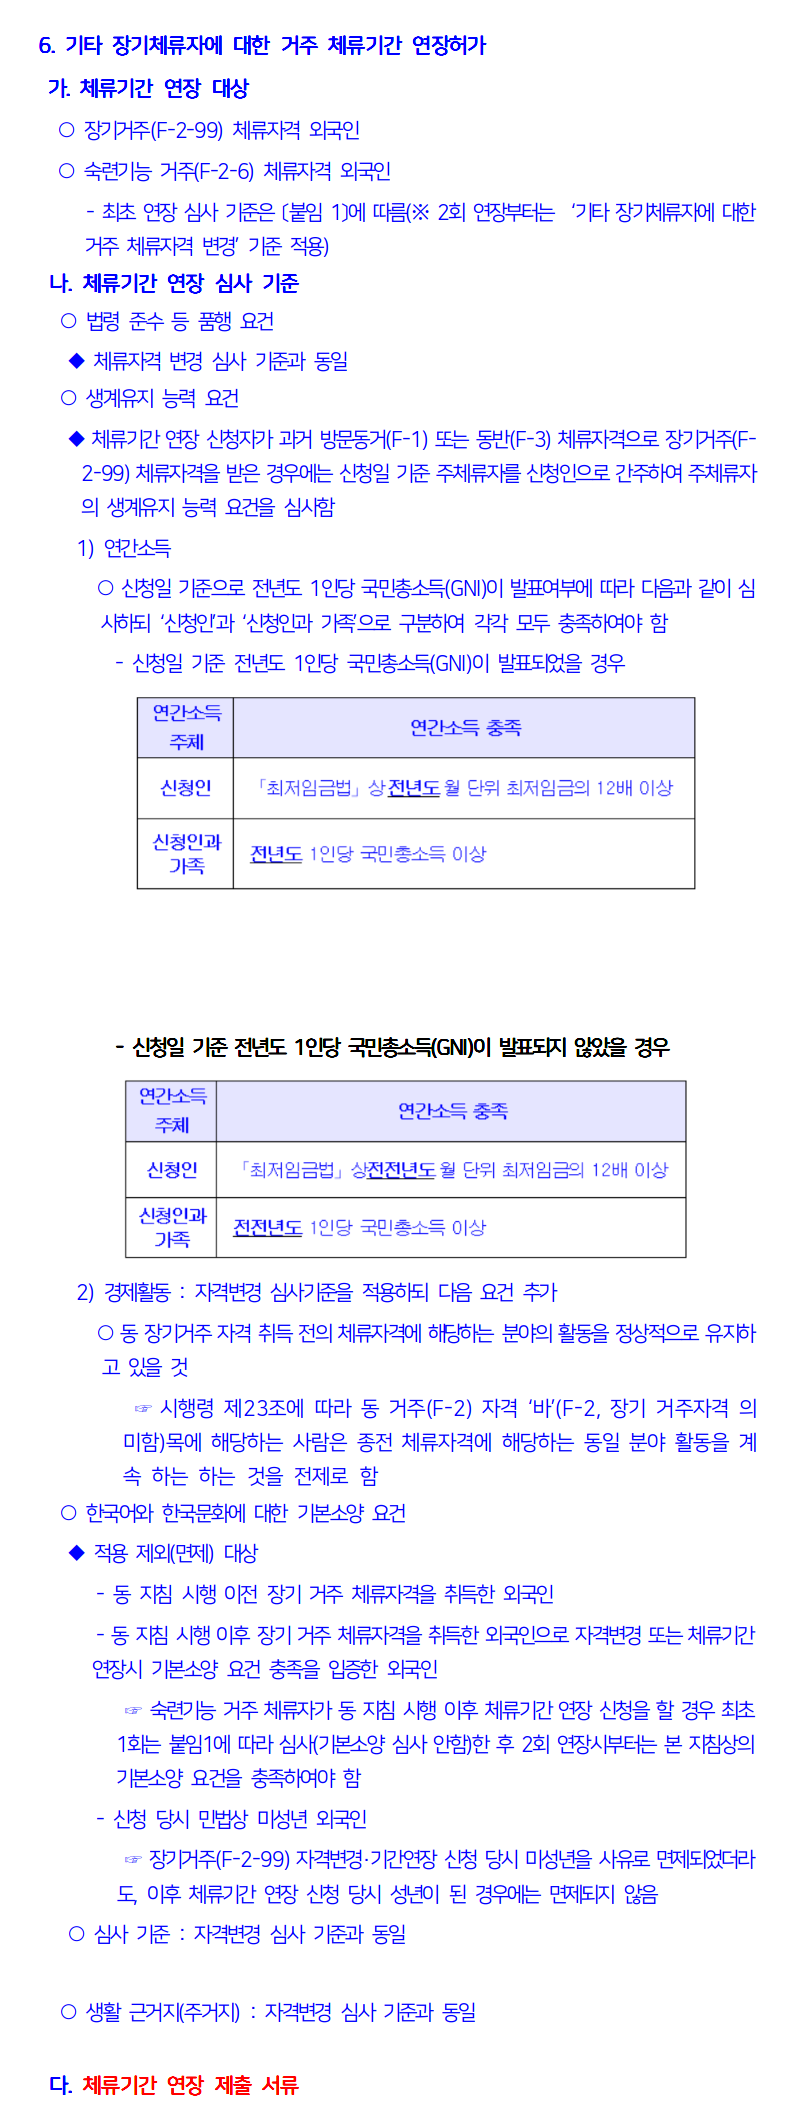 6. 기타 장기체류자에 대한 거주 체류기간 연장허가
가. 체류기간 연장 대상
○ 장기거주(F-2-99) 체류자격 외국인
○ 숙련기능 거주(F-2-6) 체류자격 외국인
- 최초 연장 심사 기준은 〔붙임 1〕에 따름(※ 2회 연장부터는 ‘기타 장기체류자에 대한
거주 체류자격 변경’ 기준 적용)
나. 체류기간 연장 심사 기준
○ 법령 준수 등 품행 요건
◆ 체류자격 변경 심사 기준과 동일
○ 생계유지 능력 요건
◆ 체류기간 연장 신청자가 과거 방문동거(F-1) 또는 동반(F-3) 체류자격으로 장기거주(F-
2-99) 체류자격을 받은 경우에는 신청일 기준 주체류자를 신청인으로 간주하여 주체류자
의 생계유지 능력 요건을 심사함
1) 연간소득
○ 신청일 기준으로 전년도 1인당 국민총소득(GNI)이 발표여부에 따라 다음과 같이 심
사하되 ‘신청인’과 ‘신청인과 가족’으로 구분하여 각각 모두 충족하여야 함
- 신청일 기준 전년도 1인당 국민총소득(GNI)이 발표되었을 경우
연간소득
주체
연간소득 충족
신청인
「최저임금법」상 전년도 월 단위 최저임금의 12배 이상
신청인과
가족
전년도 1인당 국민총소득 이상
- 신청일 기준 전년도 1인당 국민총소득(GNI)이 발표되지 않았을 경우
연간소득
주체
연간소득 충족
신청인
「최저임금법」상전전년도 월 단위 최저임금의 12배 이상
신청인과
가족
전전년도 1인당 국민총소득 이상
2) 경제활동 : 자격변경 심사기준을 적용하되 다음 요건 추가
○ 동 장기거주 자격 취득 전의 체류자격에 해당하는 분야의 활동을 정상적으로 유지하
고 있을 것
☞ 시행령 제23조에 따라 동 거주(F-2) 자격 ‘바’(F-2, 장기 거주자격 의
미함)목에 해당하는 사람은 종전 체류자격에 해당하는 동일 분야 활동을 계
속 하는 하는 것을 전제로 함
○ 한국어와 한국문화에 대한 기본소양 요건
◆ 적용 제외(면제) 대상
- 동 지침 시행 이전 장기 거주 체류자격을 취득한 외국인
- 동 지침 시행 이후 장기 거주 체류자격을 취득한 외국인으로 자격변경 또는 체류기간
연장시 기본소양 요건 충족을 입증한 외국인
☞ 숙련기능 거주 체류자가 동 지침 시행 이후 체류기간 연장 신청을 할 경우 최초
1회는 붙임1에 따라 심사(기본소양 심사 안함)한 후 2회 연장시부터는 본 지침상의
기본소양 요건을 충족하여야 함
- 신청 당시 민법상 미성년 외국인
☞ 장기거주(F-2-99) 자격변경·기간연장 신청 당시 미성년을 사유로 면제되었더라
도, 이후 체류기간 연장 신청 당시 성년이 된 경우에는 면제되지 않음
○ 심사 기준 : 자격변경 심사 기준과 동일
○ 생활 근거지(주거지) : 자격변경 심사 기준과 동일
다. 체류기간 연장 제출 서류